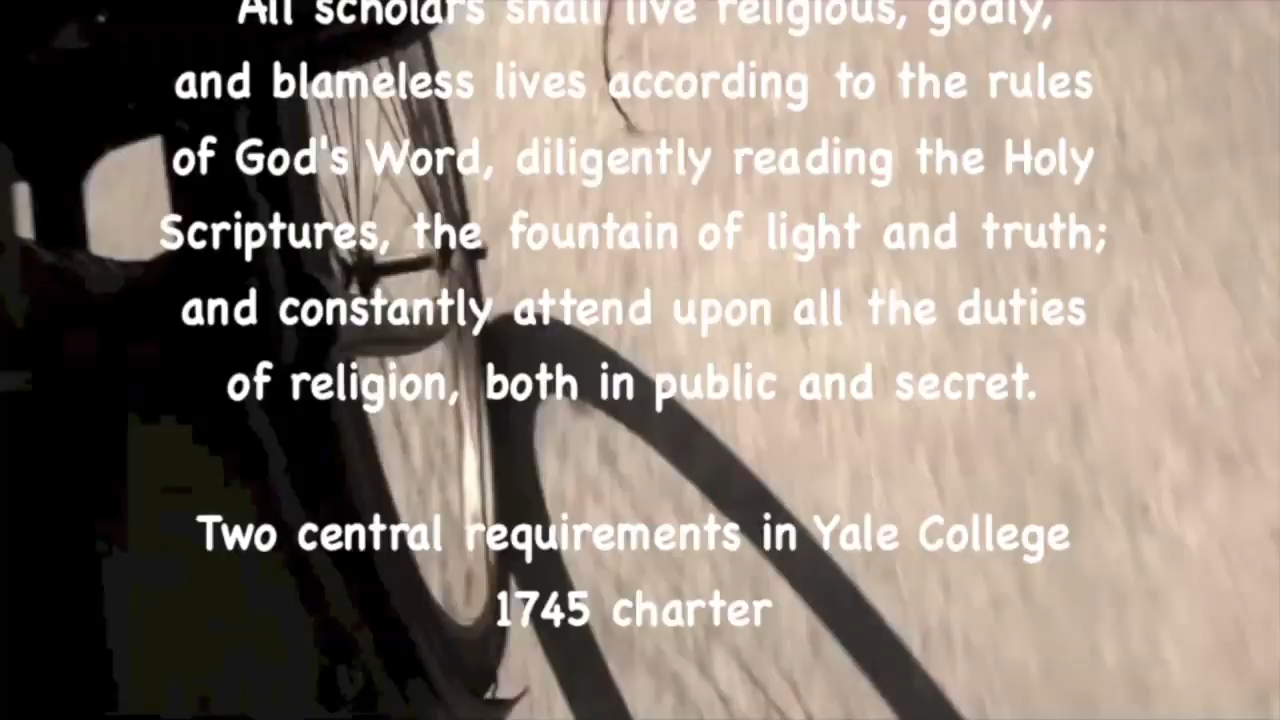 All scholars shall live religious, godly,
and blameless lives according to the rules
of God's Word, diligently reading the Holy
Scriptures, the fountain of light and truth;
and constantly attend upon all the duties
of religion, both in public and secret.
Two central requirements in Yale College
1745 charter